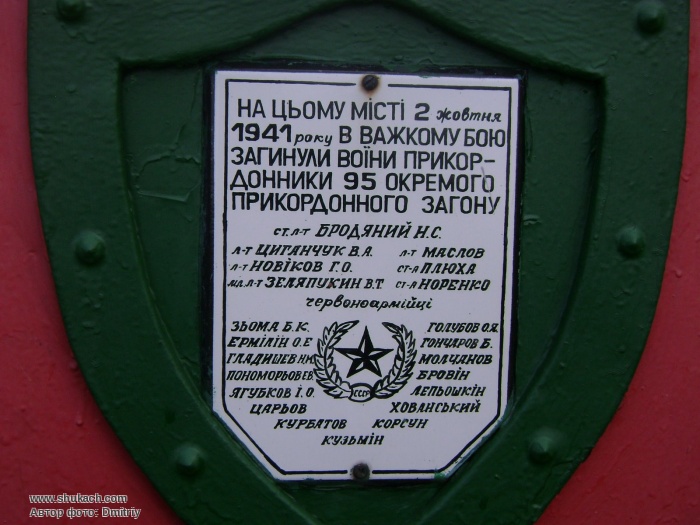 НА ЦЬОМУ МІСТІ 2 жовтня
1941 року В ВАЖКОМУ БОЮ
ЗАГИНУЛИ ВОЇНИ ПРИКОР-
ДОННИКИ 95 ОКРЕМОГО
ПРИКОРДОННОГО ЗАГОНУ
ст. л-т БРОДЯНИЙ Н.С.
л-т ЦИГАНЧУК В.А. л-т МАСЛОВ
л-т НОВІКОВ Г.О. ст-а ПЛЮХА
мл. л-т ЗЕЛЯПУКИН В.Т. ст-а НОРЕНКО
червоноармійці
ЗЬОМА Б.К. ГОЛУБОВ О.Я.
ЕРМІЛІН О.Е ГОНЧАРОВ Б.
ГЛАДИШЕВ Н.М. МОЛЧАНОВ
ПОНОМОРЬОВ Е.В. БРОВІН
ЯГУБКОВ І.О. ЛЕПЬОШКІН
СССР
ЦАРЬОВ ХОВАНСЬКИЙ
КУРБАТОВ КОРСУН
КУЗЬМІН
www.shukach.com
Автор фото: Dmitriy